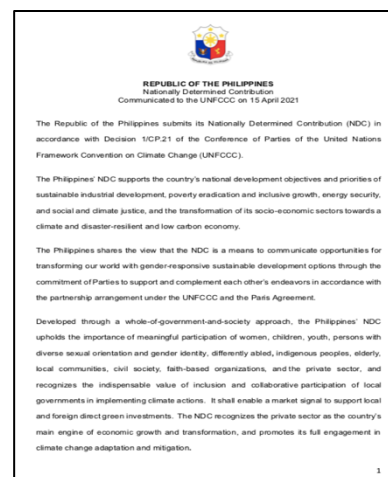 REPUBLIC OF THE PHILIPPINES
Nationally Determined Contribution
Communicated to the UNFCCC on 15 April 2021
The Republic of the Philippines submits its Nationally Determined Contribution (NDC) in
accordance with Decision 1/CP.21 of the Conference of Parties of the United Nations
Framework Convention on Climate Change (UNFCCC).
The Philippines' NDC supports the country's national development objectives and priorities of
sustainable industrial development, poverty eradication and inclusive growth, energy security,
and social and climate justice, and the transformation of its socio-economic sectors towards a
climate and disaster-resilient and low carbon economy.
The Philippines shares the view that the NDC is a means to communicate opportunities for
transforming our world with gender-responsive sustainable development options through the
commitment of Parties to support and complement each other's endeavors in accordance with
the partnership arrangement under the UNFCCC and the Paris Agreement.
Developed through a whole-of-government-and-society approach, the Philippines' NDC
upholds the importance of meaningful participation of women, children, youth, persons with
diverse sexual orientation and gender identity, differently abled, indigenous peoples, elderly,
local communities, civil society, faith-based organizations, and the private sector, and
recognizes the indispensable value of inclusion and collaborative participation of local
governments in implementing climate actions. It shall enable a market signal to support local
and foreign direct green investments. The NDC recognizes the private sector as the country's
main engine of economic growth and transformation, and promotes its full engagement in
climate change adaptation and mitigation.
1